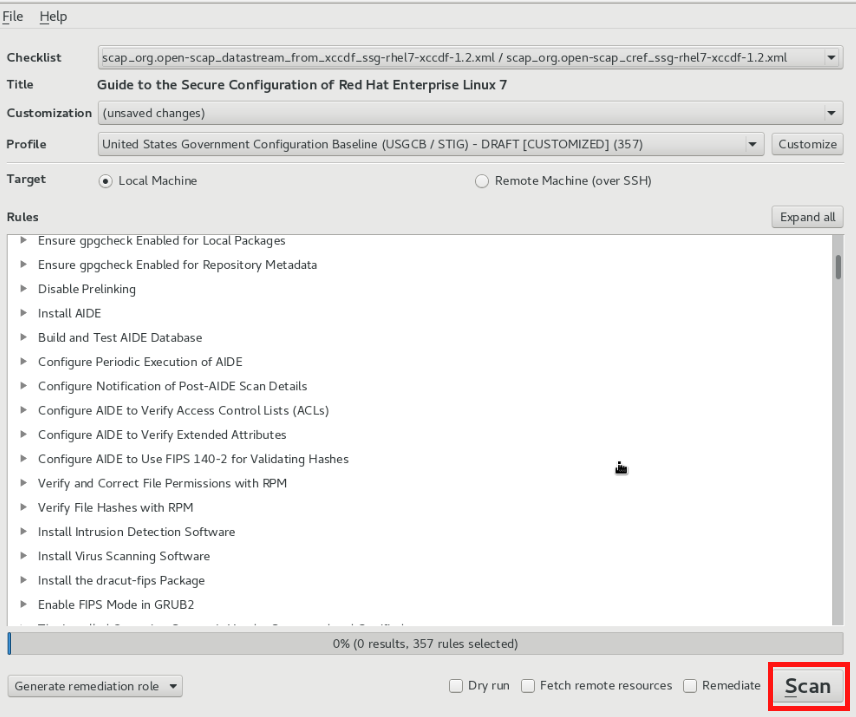 File Help
Checklist scap_org.open-scap_datastream_from_xccdf_ssg-rhel7-xccdf-1.2.xml / scap_org.open-scap_cref_ssg-rhel7-xccdf-1.2.xml
Title Guide to the Secure Configuration of Red Hat Enterprise Linux 7
Customization (unsaved changes)
Profile United States Government Configuration Baseline (USGCB / STIG) - DRAFT [CUSTOMIZED] (357) Customize
Target Local Machine Remote Machine (over SSH)
Rules Expand all
Ensure gpgcheck Enabled for Local Packages
Ensure gpgcheck Enabled for Repository Metadata
Disable Prelinking
Install AIDE
Build and Test AIDE Database
Configure Periodic Execution of AIDE
Configure Notification of Post-AIDE Scan Details
Configure AIDE to Verify Access Control Lists (ACLs)
Configure AIDE to Verify Extended Attributes
Configure AIDE to Use FIPS 140-2 for Validating Hashes
Verify and Correct File Permissions with RPM
Verify File Hashes with RPM
Install Intrusion Detection Software
Install Virus Scanning Software
Install the dracut-fips Package
Enable FIPS Mode in GRUB2
0% (0 results, 357 rules selected)
Generate remediation role Dry run Fetch remote resources Remediate Scan